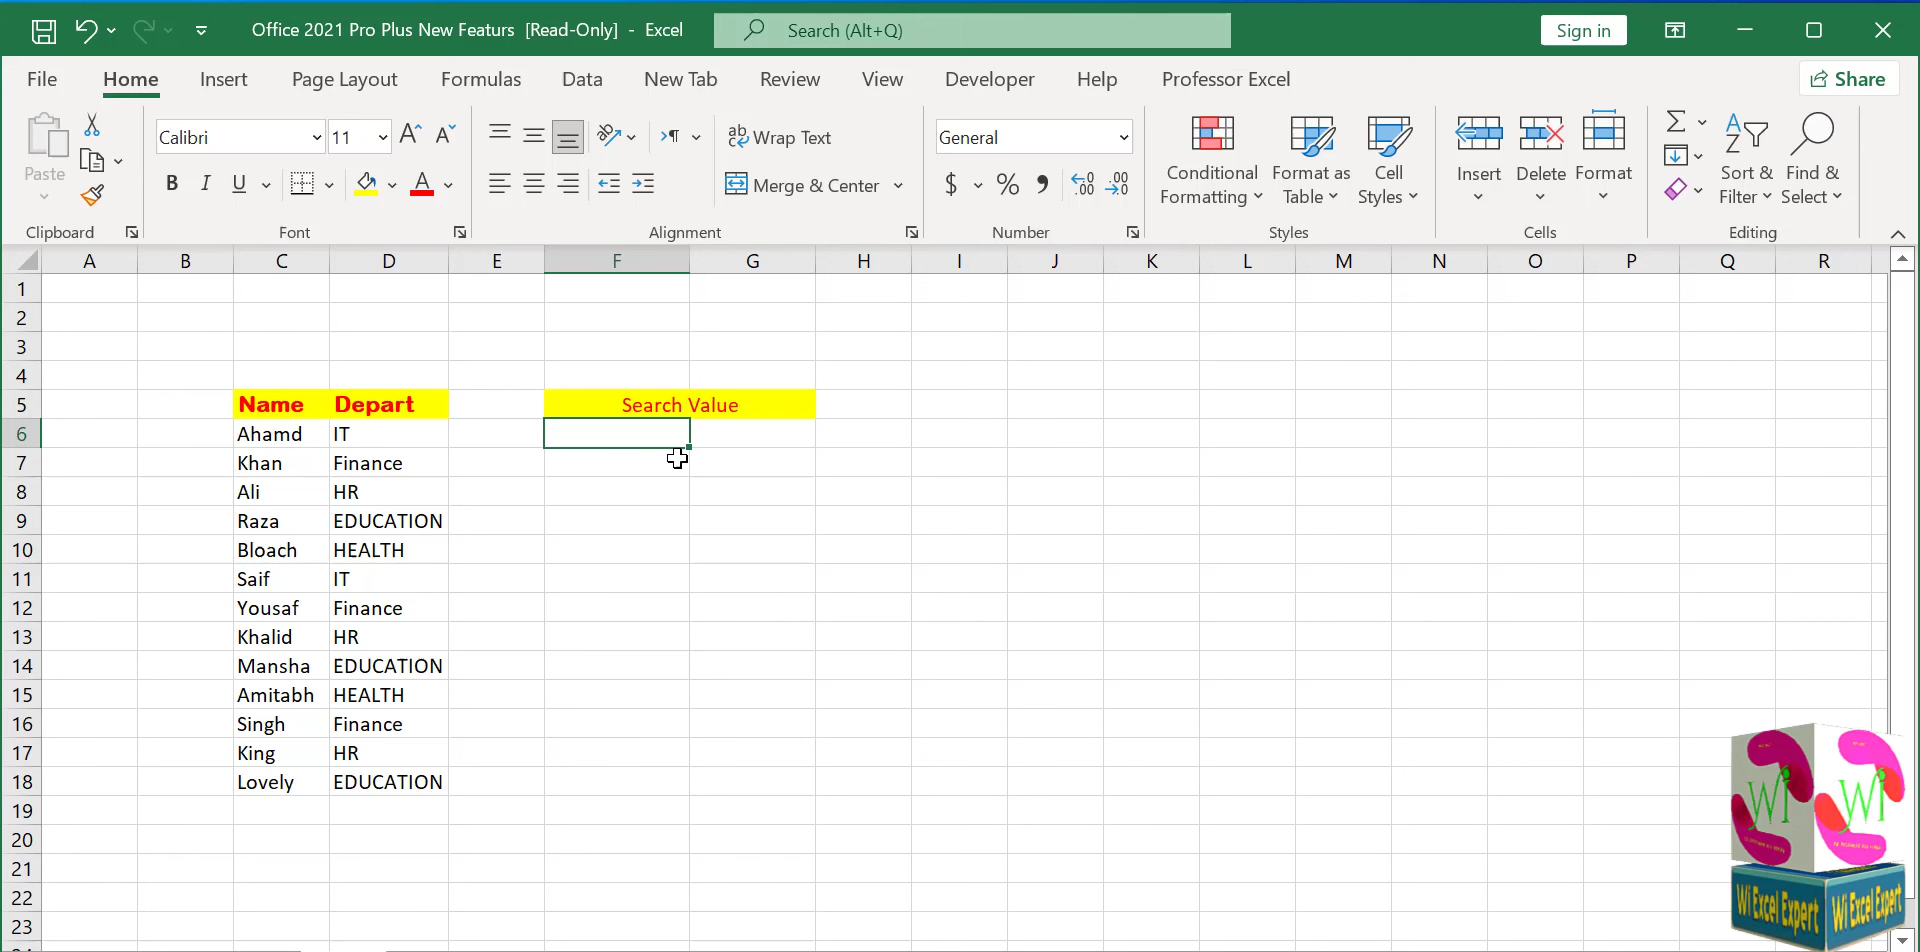 Office 2021 Pro Plus New Featurs [Read-Only] - Excel
Search (Alt+Q)
Sign in
File Home Insert Page Layout Formulas Data New Tab Review View Developer Help Professor Excel
Share
Paste
Clipboard
Calibri 11
B I U
Font
ab Wrap Text
Merge & Center
Alignment
General
$ % , .00
Number
Conditional Formatting
Format as Table
Cell Styles
Styles
Insert Delete Format
Cells
Sort & Filter
Find & Select
Editing
A B C D E F G H I J K L M N O P Q R
1
2
3
4
5 Name Depart Search Value
6 Ahamd IT
7 Khan Finance
8 Ali HR
9 Raza EDUCATION
10 Bloach HEALTH
11 Saif IT
12 Yousaf Finance
13 Khalid HR
14 Mansha EDUCATION
15 Amitabh HEALTH
16 Singh Finance
17 King HR
18 Lovely EDUCATION
19
20
21
22
23
Wi Wi
Wi Excel Expert Wi Excel Expert